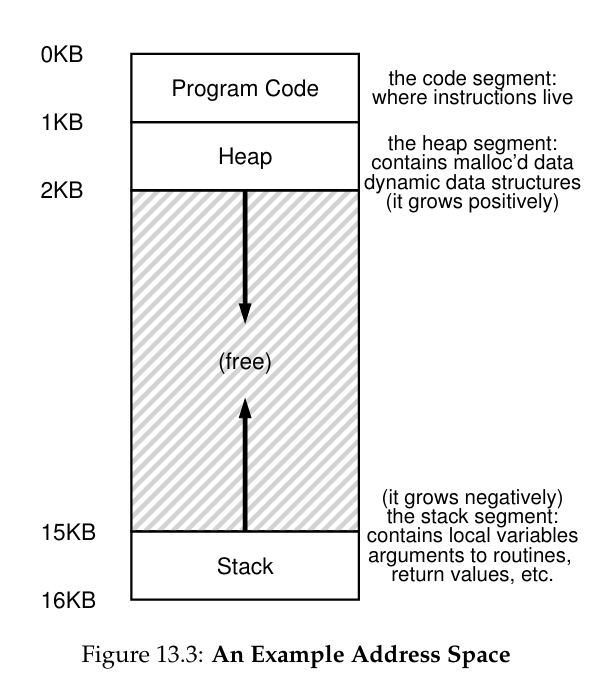 0KB
Program Code
the code segment:
where instructions live
1KB
Heap
the heap segment:
contains malloc'd data
dynamic data structures
(it grows positively)
2KB
(free)
(it grows negatively)
the stack segment:
contains local variables
arguments to routines,
return values, etc.
15KB
Stack
16KB
Figure 13.3: An Example Address Space